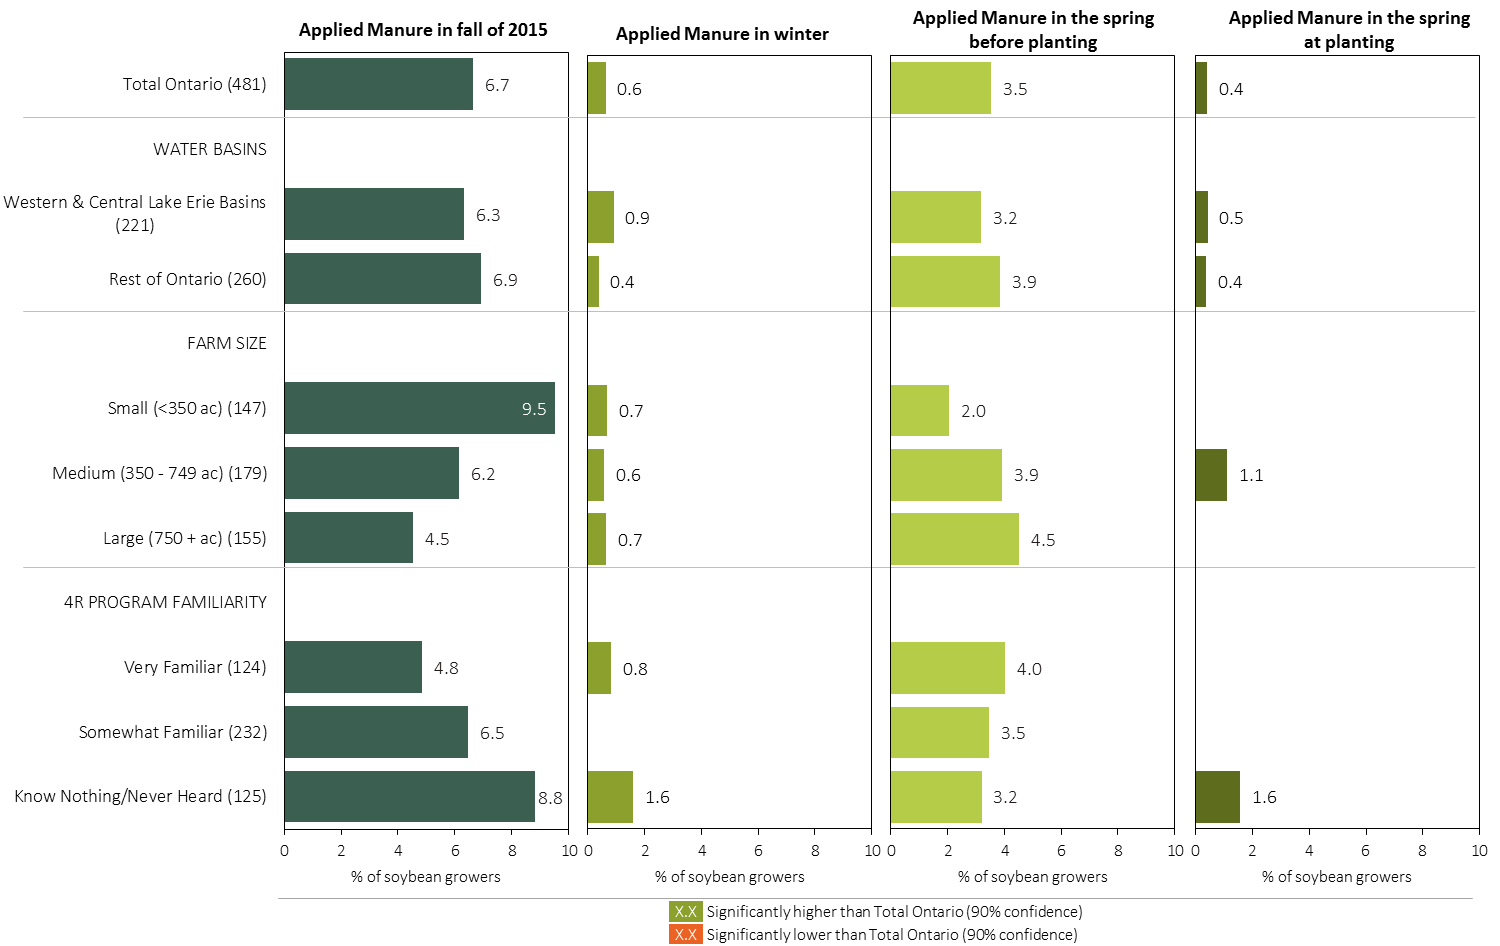 Applied Manure in fall of 2015
Applied Manure in winter
Applied Manure in the spring
before planting
Applied Manure in the spring
at planting
Total Ontario (481)
6.7
0.6
3.5
0.4
WATER BASINS
Western & Central Lake Erie Basins
(221)
6.3
0.9
3.2
0.5
Rest of Ontario (260)
6.9
0.4
3.9
0.4
FARM SIZE
Small (<350 ac) (147)
9.5
0.7
2.0
Medium (350 - 749 ac) (179)
6.2
0.6
3.9
1.1
Large (750 + ac) (155)
4.5
0.7
4.5
4R PROGRAM FAMILIARITY
Very Familiar (124)
4.8
0.8
4.0
Somewhat Familiar (232)
6.5
3.5
Know Nothing/Never Heard (125)
8.8
1.6
3.2
1.6
0 2 4 6 8 10
0 2 4 6 8 10
0 2 4 6 8 10
0 2 4 6 8 10
% of soybean growers
% of soybean growers
% of soybean growers
% of soybean growers
X.X Significantly higher than Total Ontario (90% confidence)
X.X Significantly lower than Total Ontario (90% confidence)